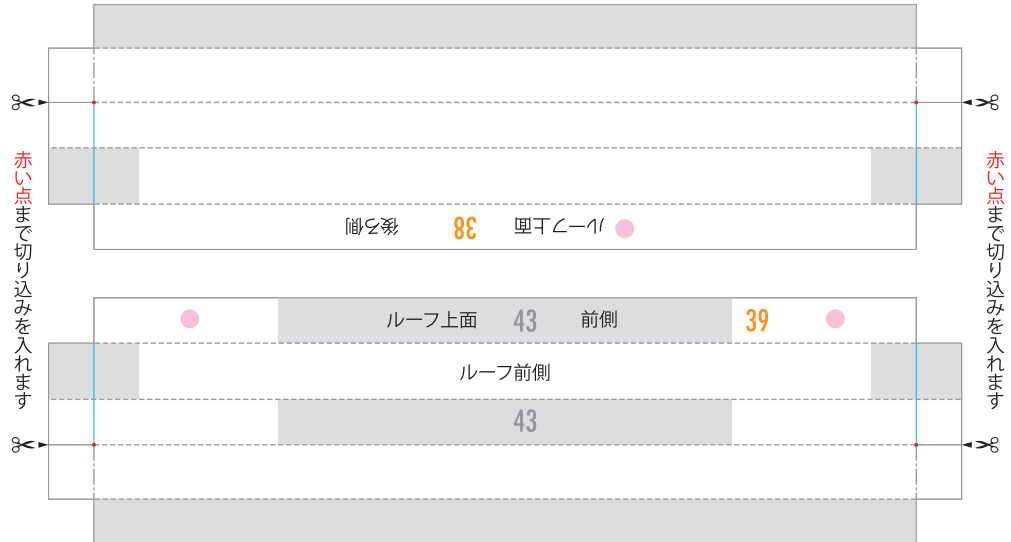 赤い点まで切り込みを入れます
赤い点まで切り込みを入れます
ルーフ上面 38 後ろ側
ルーフ上面 43 前側 39
ルーフ前側
43